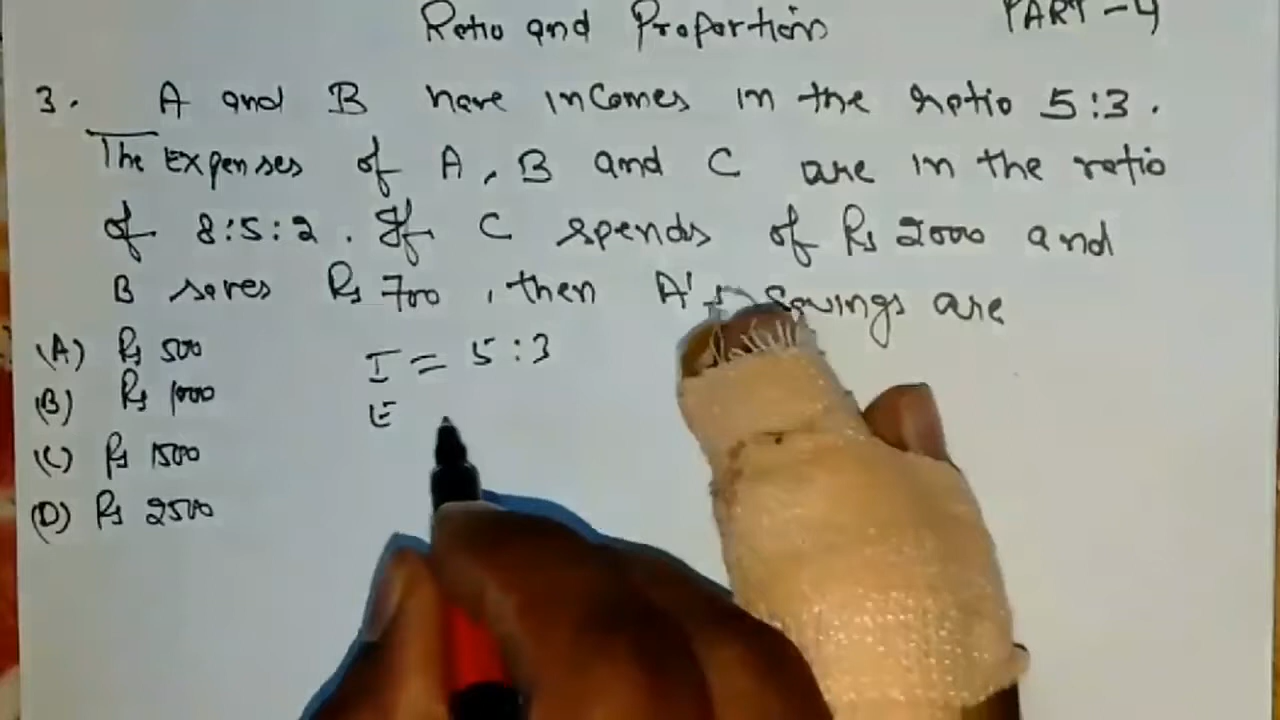 Ratio and Proportion PART-4
3. A and B have incomes in the ratio 5:3.
The Expenses of A, B and C are in the ratio
of 8:5:2. If C spends of Rs 2000 and
B saves Rs 700, then A's savings are
(A) Rs 500
(B) Rs 1000
(C) Rs 1500
(D) Rs 2500
I = 5:3
E